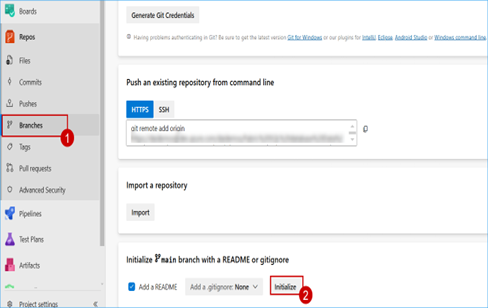 Boards
Repos
Files
Commits
Pushes
Branches
1
Tags
Pull requests
Advanced Security
Pipelines
Test Plans
Artifacts
Project settings
Generate Git Credentials
Having problems authenticating in Git? Be sure to get the latest version Git for Windows or our plugins for IntelliJ, Eclipse, Android Studio or Windows command line.
Push an existing repository from command line
HTTPS SSH
git remote add origin
Import a repository
Import
Initialize main branch with a README or gitignore
Add a README Add a .gitignore: None Initialize
2